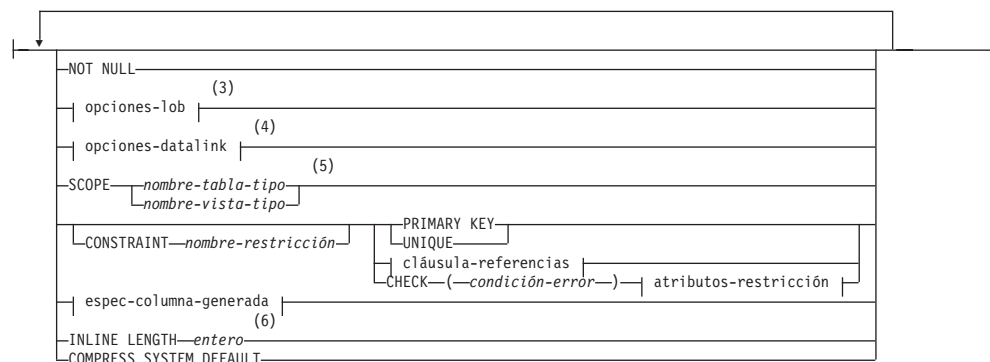 NOT NULL
(3)
opciones-lob
(4)
opciones-datalink
(5)
SCOPE nombre-tabla-tipo
nombre-vista-tipo
PRIMARY KEY
CONSTRAINT nombre-restricción UNIQUE
cláusula-referencias
CHECK ( condición-error ) atributos-restricción
espec-columna-generada
(6)
INLINE LENGTH entero
COMPRESS SYSTEM DEFAULT